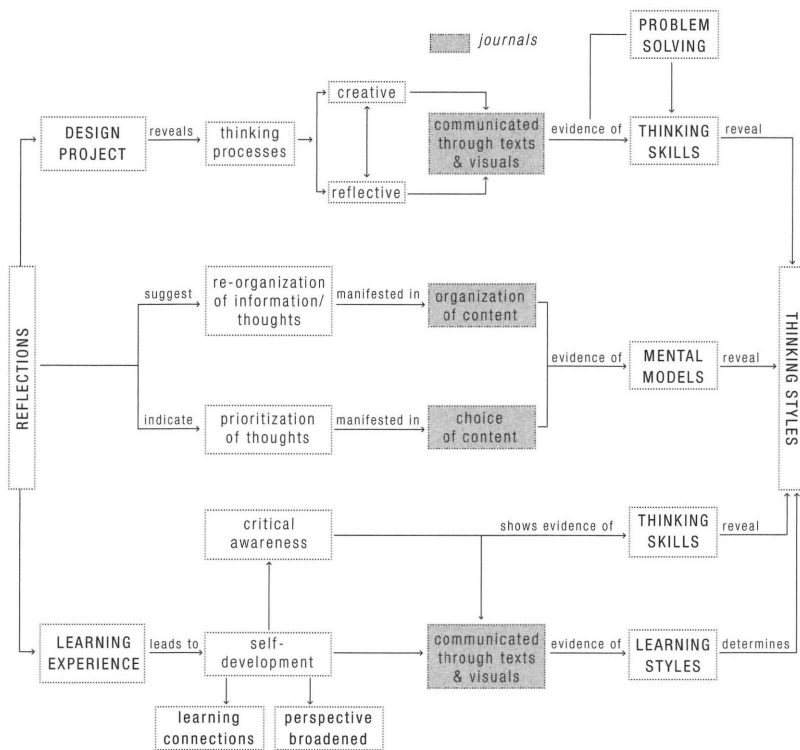 journals
PROBLEM
SOLVING
DESIGN
PROJECT
reveals
thinking
processes
creative
reflective
communicated
through texts
& visuals
evidence of
THINKING
SKILLS
reveal
REFLECTIONS
suggest
re-organization
of information/
thoughts
manifested in
organization
of content
indicate
prioritization
of thoughts
manifested in
choice
of content
evidence of
MENTAL
MODELS
reveal
THINKING STYLES
critical
awareness
shows evidence of
THINKING
SKILLS
reveal
LEARNING
EXPERIENCE
leads to
self-
development
communicated
through texts
& visuals
evidence of
LEARNING
STYLES
determines
learning
connections
perspective
broadened